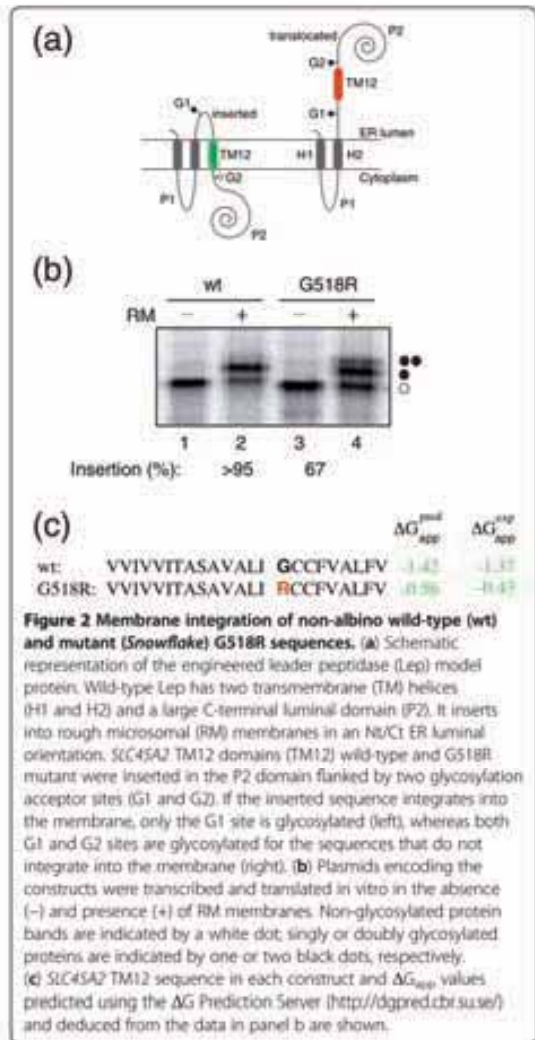 (a)
translocated
P2
G2
TM12
G1
G1
inserted
ER lumen
TM12
H1
H2
Cytoplasm
G2
P1
P1
P2
(b)
wt
G518R
RM
−
+
−
+
1
2
3
4
Insertion (%):
>95
67
(c)
ΔG app pred
ΔG app exp
wt:
VVIVVITASAVALI GCCFVALFV
-1.42
G518R:
VVIVVITASAVALI RCCFVALFV
Figure 2 Membrane integration of non-albino wild-type (wt)
and mutant (Snowflake) G518R sequences. (a) Schematic
representation of the engineered leader peptidase (Lep) model
protein. Wild-type Lep has two transmembrane (TM) helices
(H1 and H2) and a large C-terminal luminal domain (P2). It inserts
into rough microsomal (RM) membranes in an Nt/Ct ER luminal
orientation. SLC45A2 TM12 domains (TM12) wild-type and G518R
mutant were inserted in the P2 domain flanked by two glycosylation
acceptor sites (G1 and G2). If the inserted sequence integrates into
the membrane, only the G1 site is glycosylated (left), whereas both
G1 and G2 sites are glycosylated for the sequences that do not
integrate into the membrane (right). (b) Plasmids encoding the
constructs were transcribed and translated in vitro in the absence
(−) and presence (+) of RM membranes. Non-glycosylated protein
bands are indicated by a white dot; singly or doubly glycosylated
proteins are indicated by one or two black dots, respectively.
(c) SLC45A2 TM12 sequence in each construct and ΔGapp values
predicted using the ΔG Prediction Server (http://dgpred.cbr.su.se/)
and deduced from the data in panel b are shown.